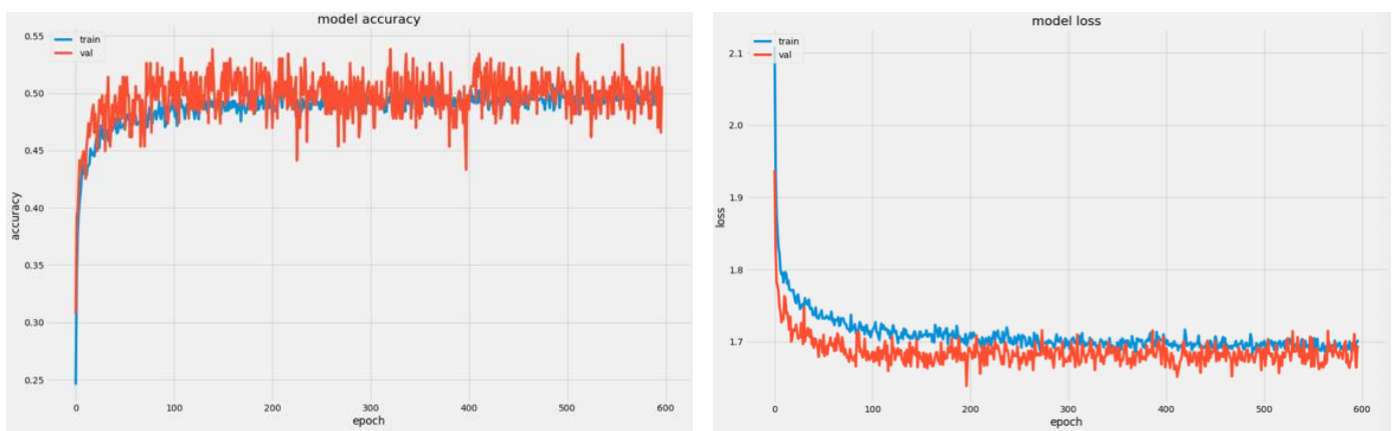 model accuracy
train
val
0.55
0.50
0.45
0.40
0.35
0.30
0.25
accuracy
0 100 200 300 400 500 600
epoch
model loss
train
val
2.1
2.0
1.9
1.8
1.7
loss
0 100 200 300 400 500 600
epoch